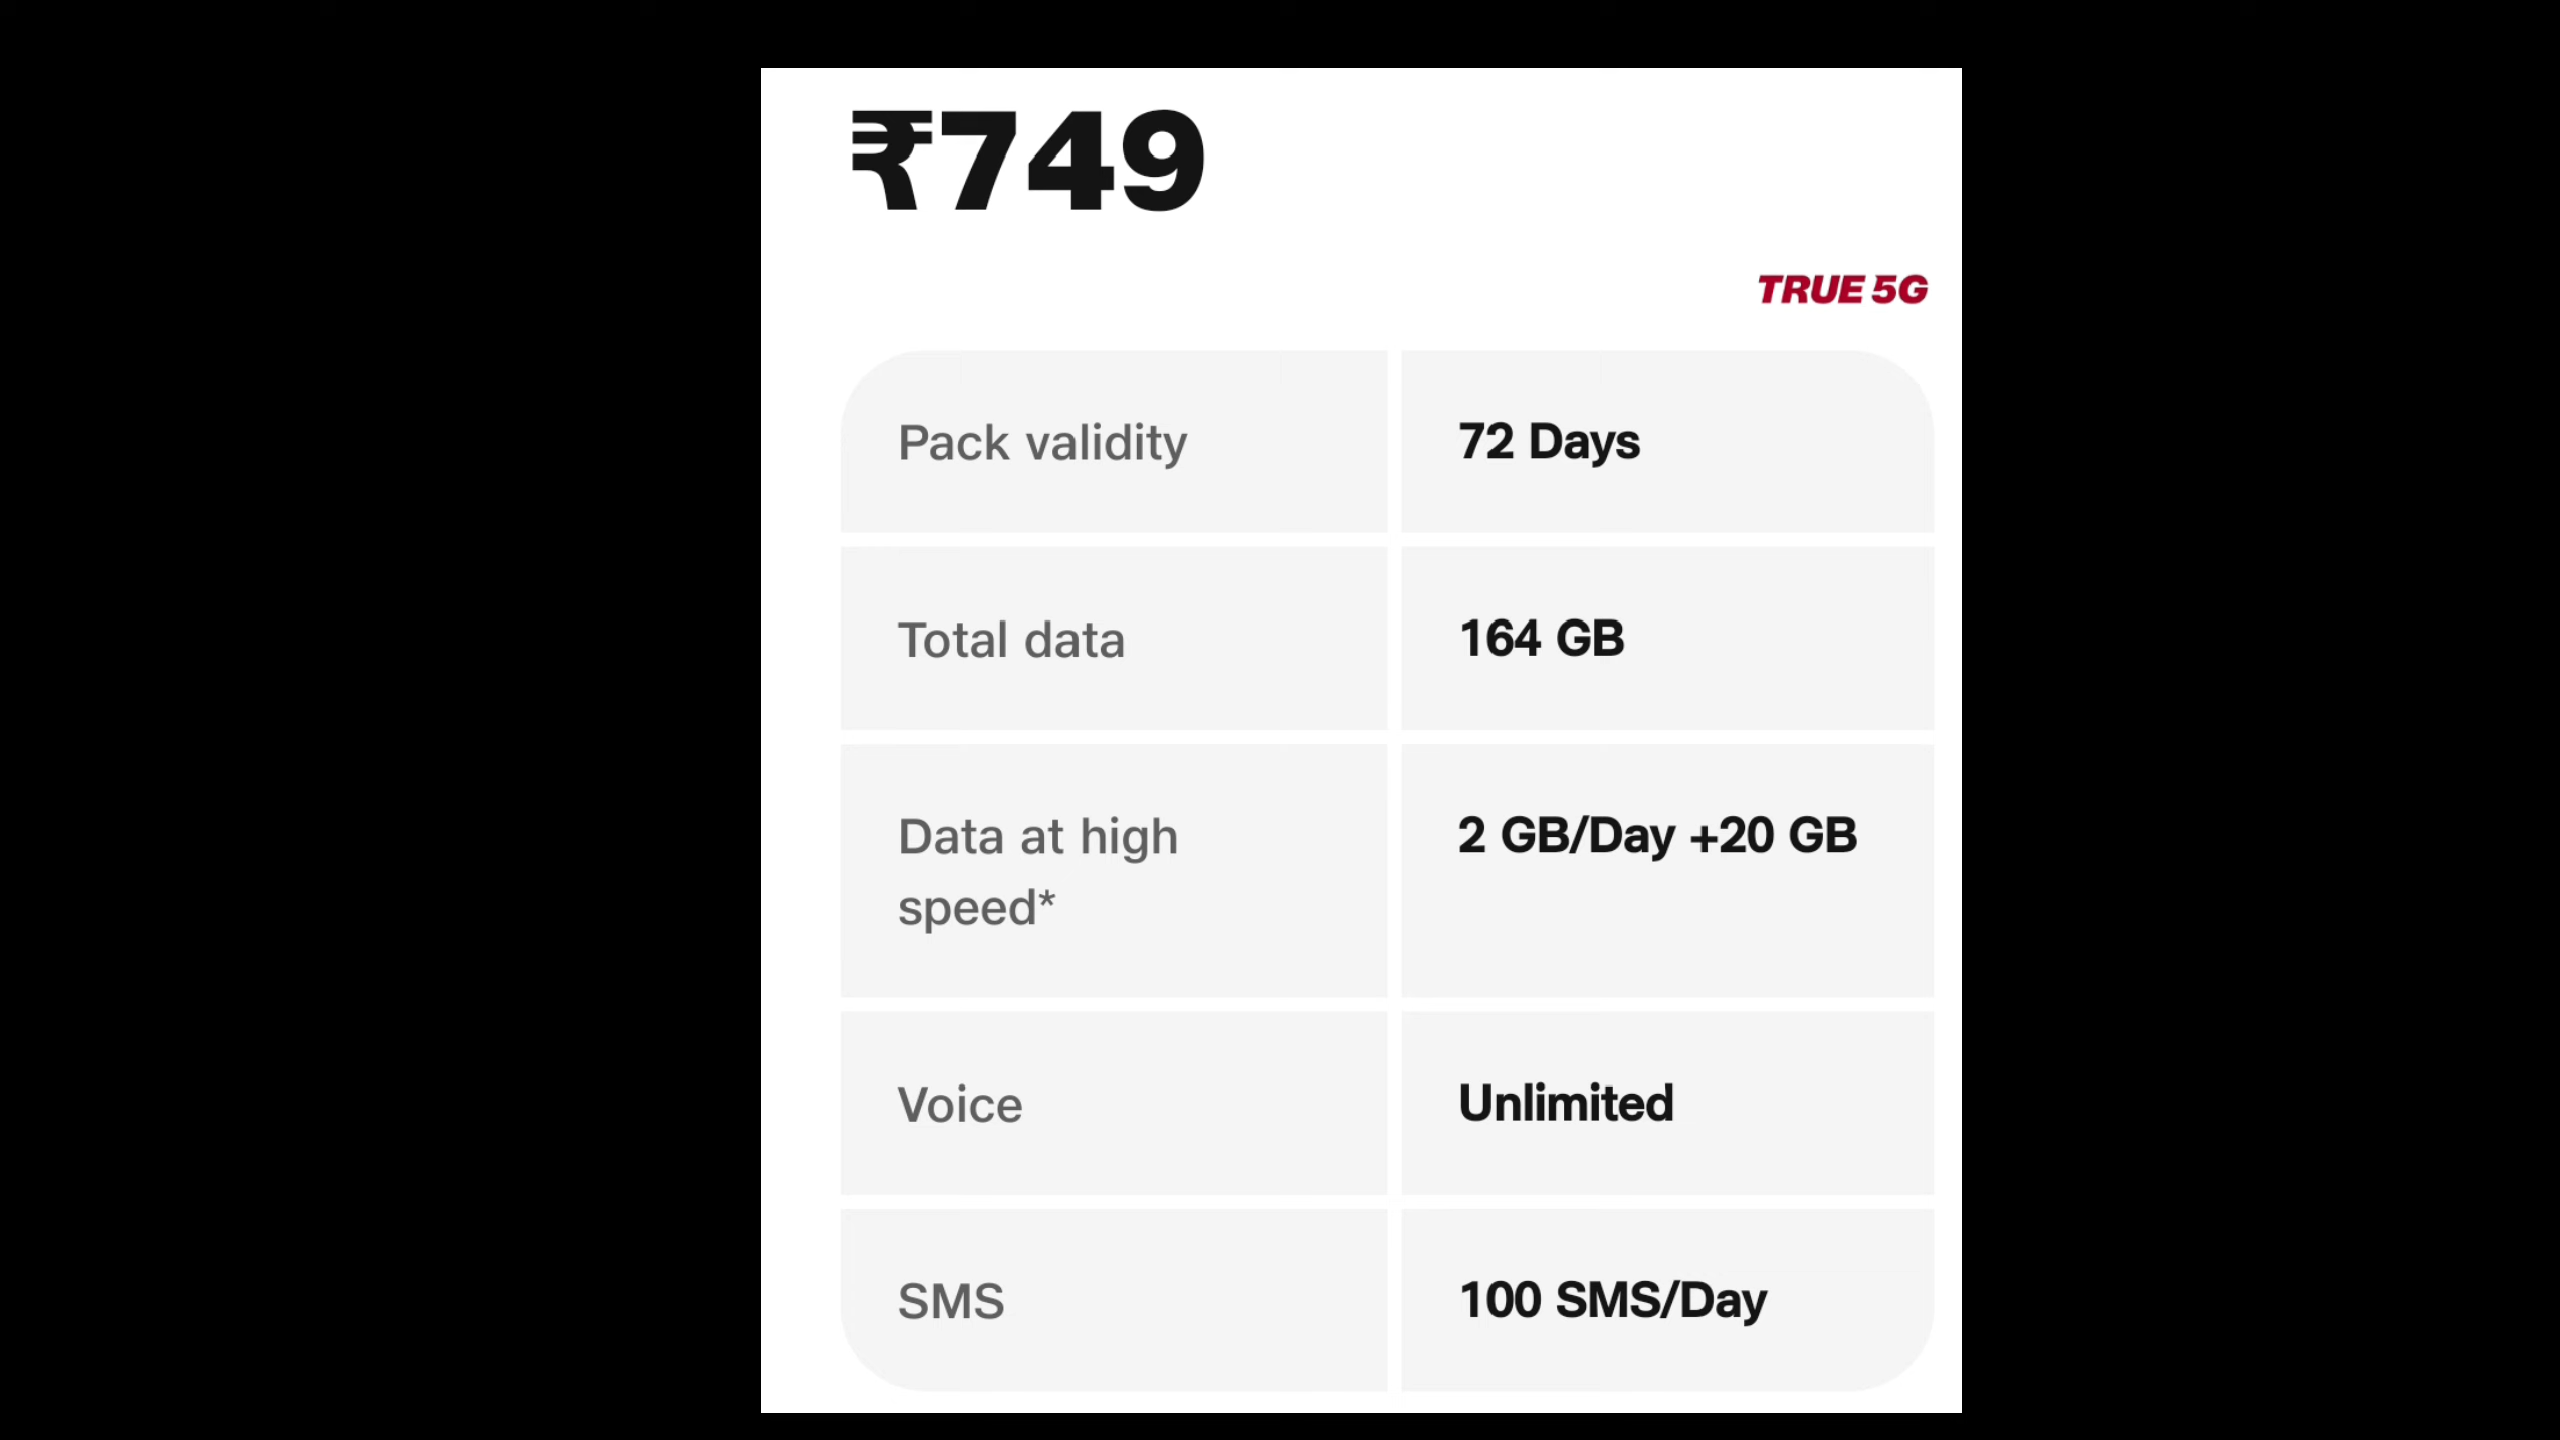 ₹749
TRUE 5G
Pack validity
72 Days
Total data
164 GB
Data at high
speed*
2 GB/Day +20 GB
Voice
Unlimited
SMS
100 SMS/Day